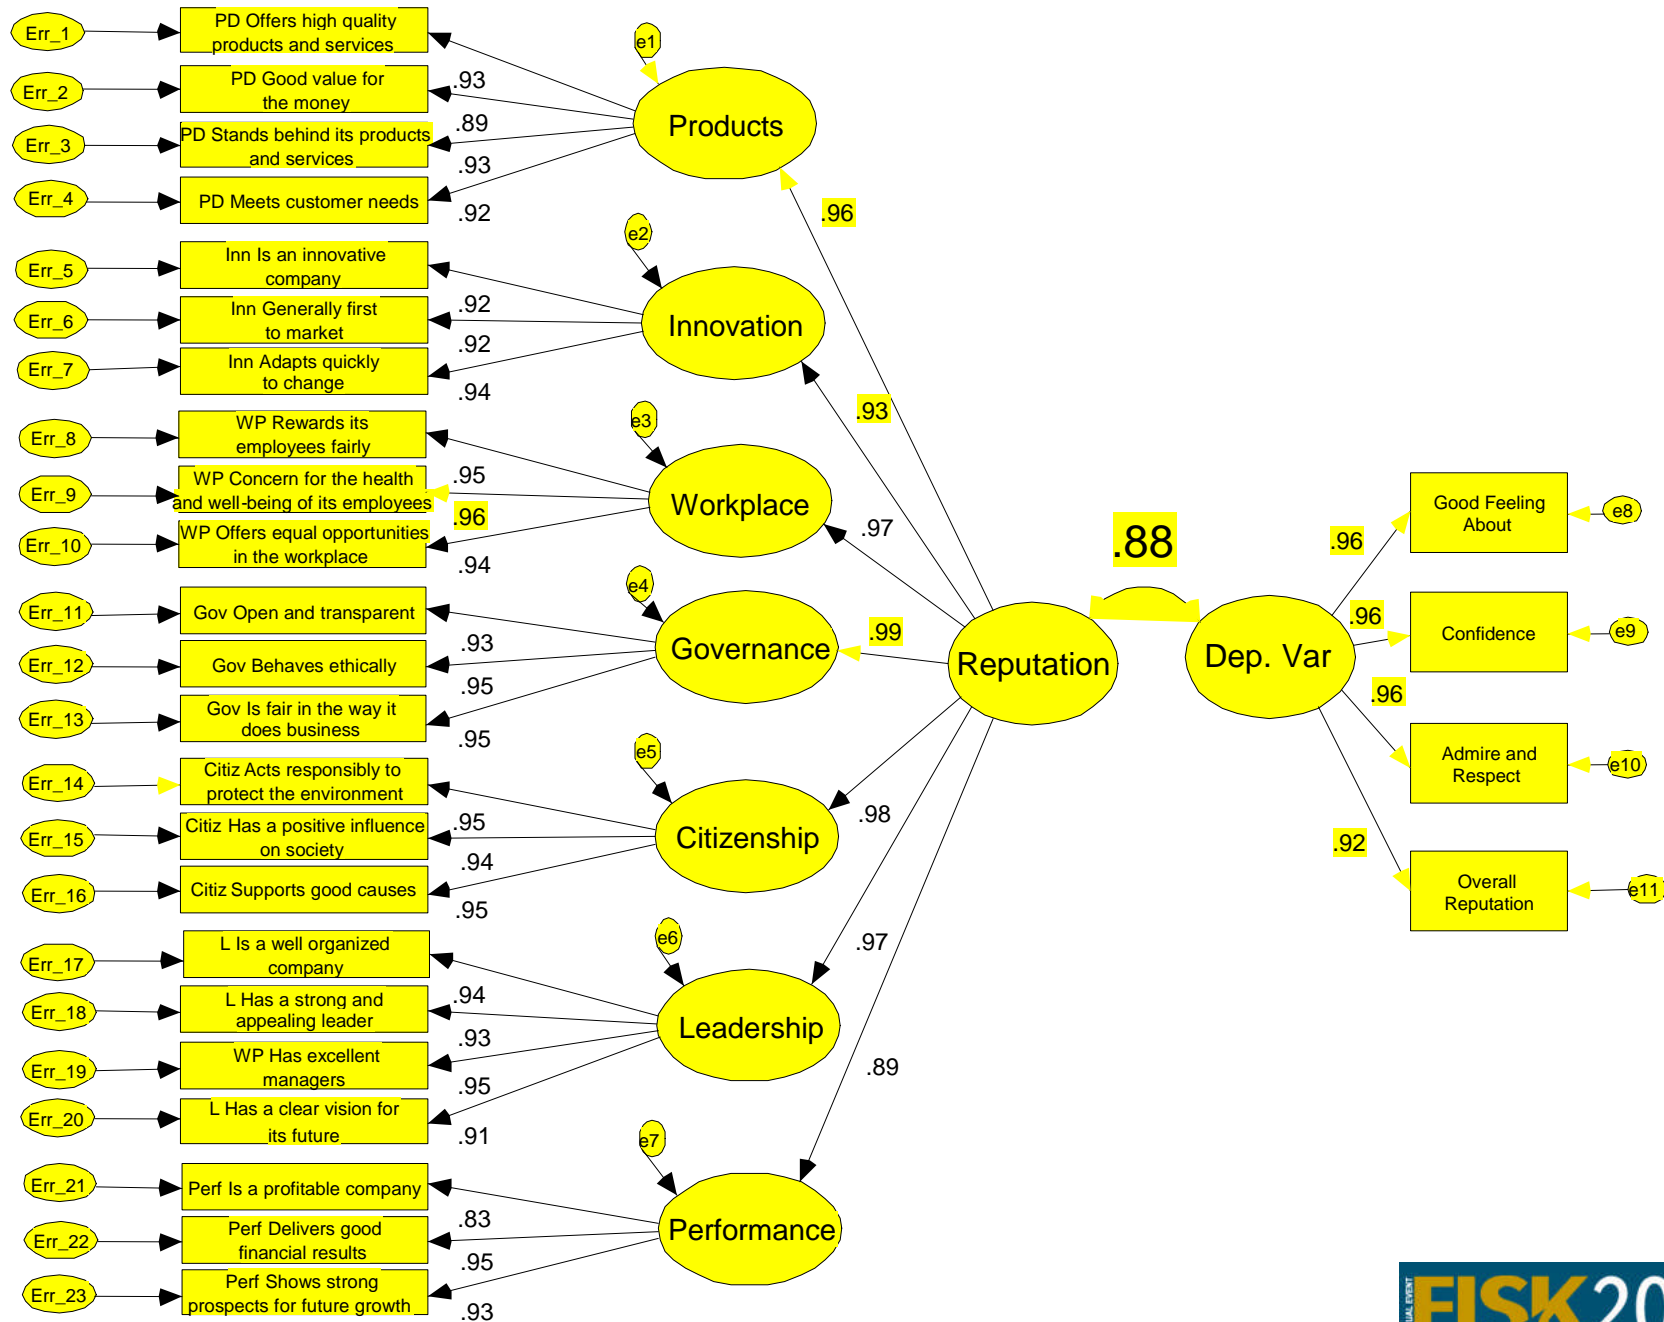 Err_1
PD Offers high quality
products and services
e1
Err_2
PD Good value for
the money
.93
Err_3
PD Stands behind its products
and services
.89
Products
Err_4
PD Meets customer needs
.93
.92
.96
Err_5
Inn Is an innovative
company
e2
Err_6
Inn Generally first
to market
.92
Innovation
Err_7
Inn Adapts quickly
to change
.92
.94
.93
Err_8
WP Rewards its
employees fairly
e3
Err_9
WP Concern for the health
and well-being of its employees
.95
Workplace
Err_10
WP Offers equal opportunities
in the workplace
.96
.94
.97
Err_11
Gov Open and transparent
e4
Err_12
Gov Behaves ethically
.93
Governance
.99
Err_13
Gov Is fair in the way it
does business
.95
.95
Reputation
.88
Dep. Var
.96
Good Feeling
About
e8
.96
Confidence
e9
.96
Admire and
Respect
e10
.92
Overall
Reputation
e11
Err_14
Citiz Acts responsibly to
protect the environment
e5
Err_15
Citiz Has a positive influence
on society
.95
Citizenship
.98
Err_16
Citiz Supports good causes
.94
.95
Err_17
L Is a well organized
company
e6
.97
Err_18
L Has a strong and
appealing leader
.94
Leadership
Err_19
WP Has excellent
managers
.93
.95
.89
Err_20
L Has a clear vision for
its future
.91
Err_21
Perf Is a profitable company
e7
Err_22
Perf Delivers good
financial results
.83
Performance
Err_23
Perf Shows strong
prospects for future growth
.95
.93
UAL EVENT
FISK 20